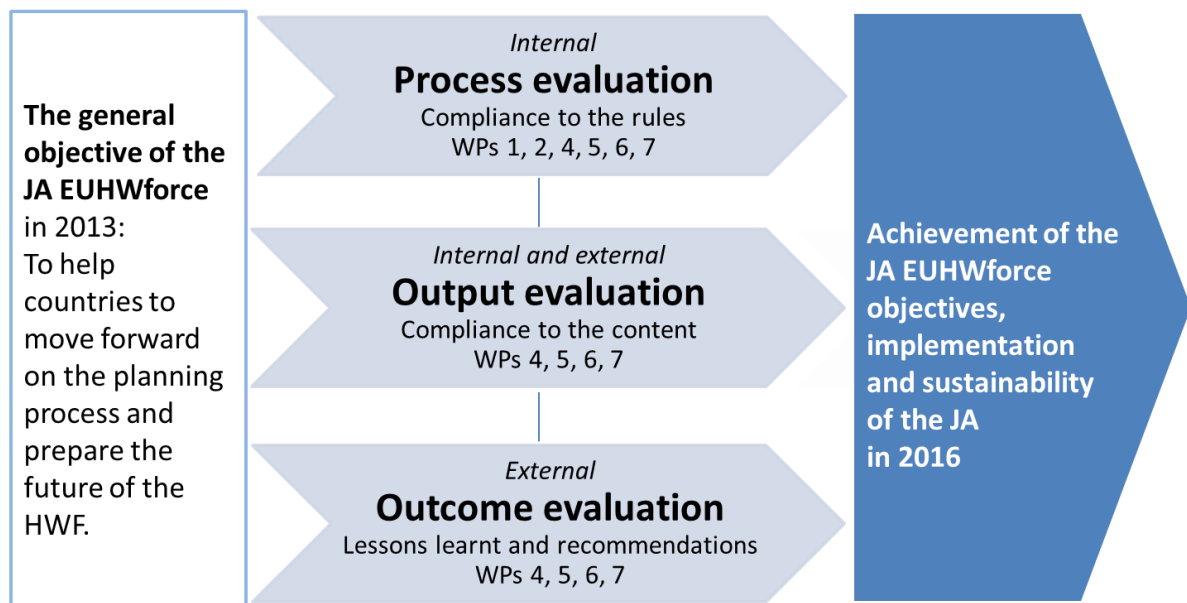 The general
objective of the
JA EUHWforce
in 2013:
To help
countries to
move forward
on the planning
process and
prepare the
future of the
HWF.
Internal
Process evaluation
Compliance to the rules
WPs 1, 2, 4, 5, 6, 7
Internal and external
Output evaluation
Compliance to the content
WPs 4, 5, 6, 7
External
Outcome evaluation
Lessons learnt and recommendations
WPs 4, 5, 6, 7
Achievement of the
JA EUHWforce
objectives,
implementation
and sustainability
of the JA
in 2016